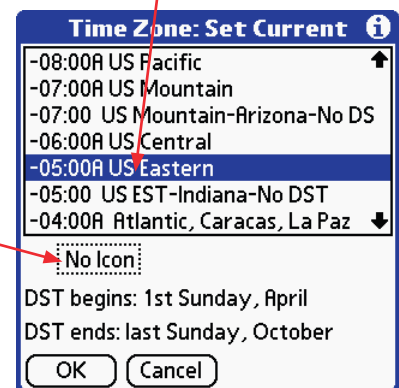 Time Zone: Set Current i
-08:00A US Pacific
-07:00A US Mountain
-07:00 US Mountain-Arizona-No DS
-06:00A US Central
-05:00A US Eastern
-05:00 US EST-Indiana-No DST
-04:00A Atlantic, Caracas, La Paz
No Icon
DST begins: 1st Sunday, April
DST ends: last Sunday, October
OK Cancel